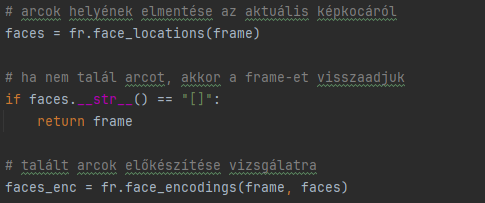 # arcok helyének elmentése az aktuális képkocáról
faces = fr.face_locations(frame)
# ha nem talál arcot, akkor a frame-et visszaadjuk
if faces.__str__() == "[]":
    return frame
# talált arcok előkészítése vizsgálatra
faces_enc = fr.face_encodings(frame, faces)